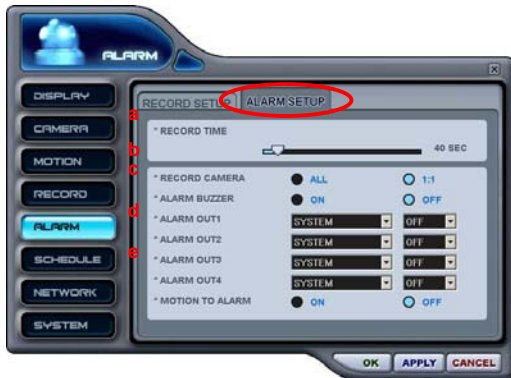 ALARM
DISPLAY
CAMERA
MOTION
RECORD
ALARM
SCHEDULE
NETWORK
SYSTEM
RECORD SETUP ALARM SETUP
a
* RECORD TIME
b
40 SEC
c
* RECORD CAMERA ALL 1:1
* ALARM BUZZER ON OFF
d
* ALARM OUT1 SYSTEM OFF
* ALARM OUT2 SYSTEM OFF
e
* ALARM OUT3 SYSTEM OFF
* ALARM OUT4 SYSTEM OFF
* MOTION TO ALARM ON OFF
OK APPLY CANCEL